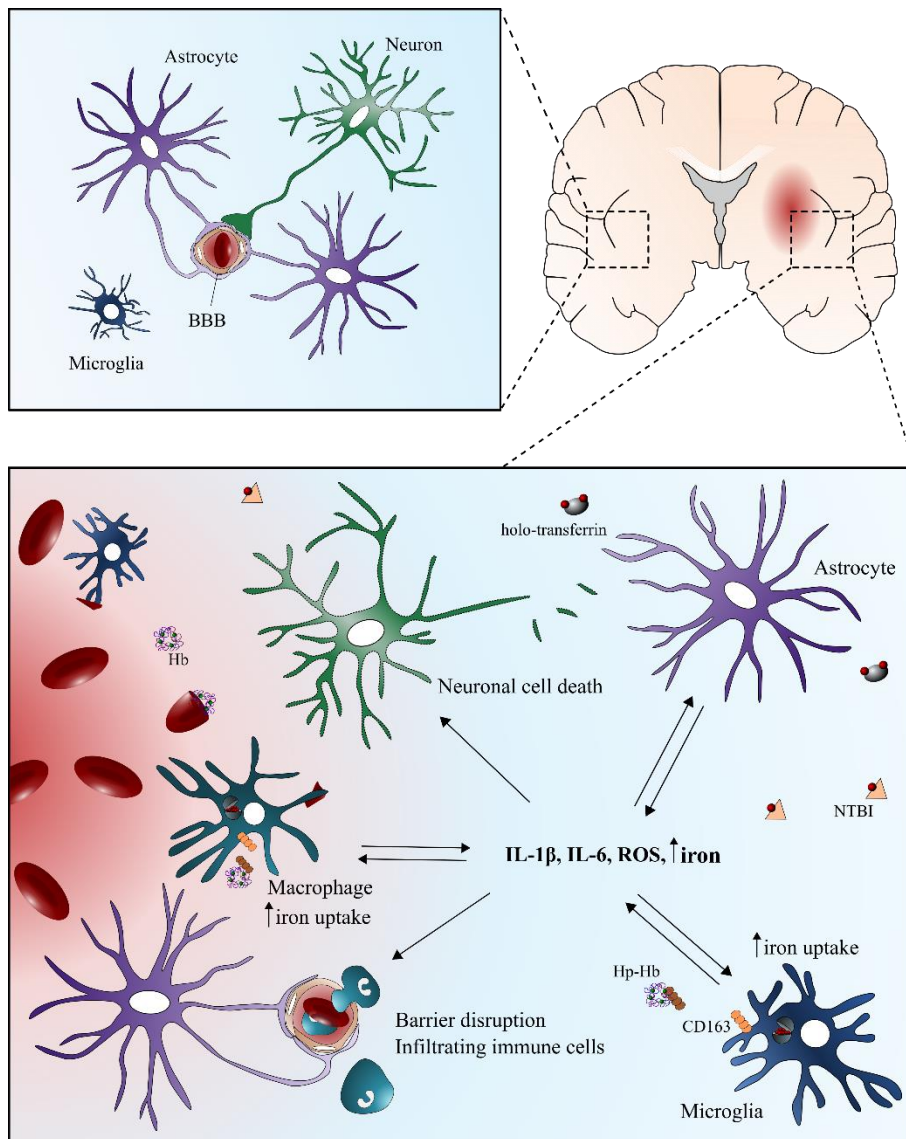 Neuron
Astrocyte
BBB
Microglia
holo-transferrin
Astrocyte
Hb
Neuronal cell death
NTBI
IL-1β, IL-6, ROS, ↑iron
Macrophage
↑iron uptake
↑iron uptake
Hp-Hb
CD163
Barrier disruption
Infiltrating immune cells
Microglia